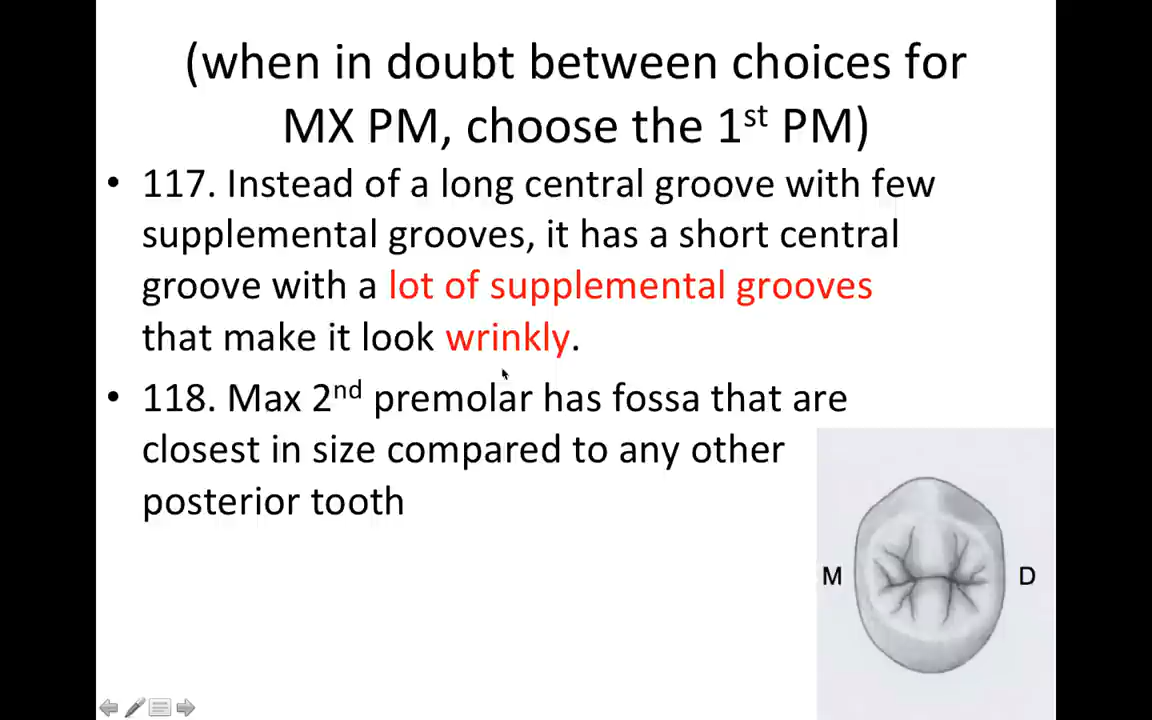 (when in doubt between choices for
MX PM, choose the 1st PM)
• 117. Instead of a long central groove with few
supplemental grooves, it has a short central
groove with a lot of supplemental grooves
that make it look wrinkly.
• 118. Max 2nd premolar has fossa that are
closest in size compared to any other
posterior tooth
M D